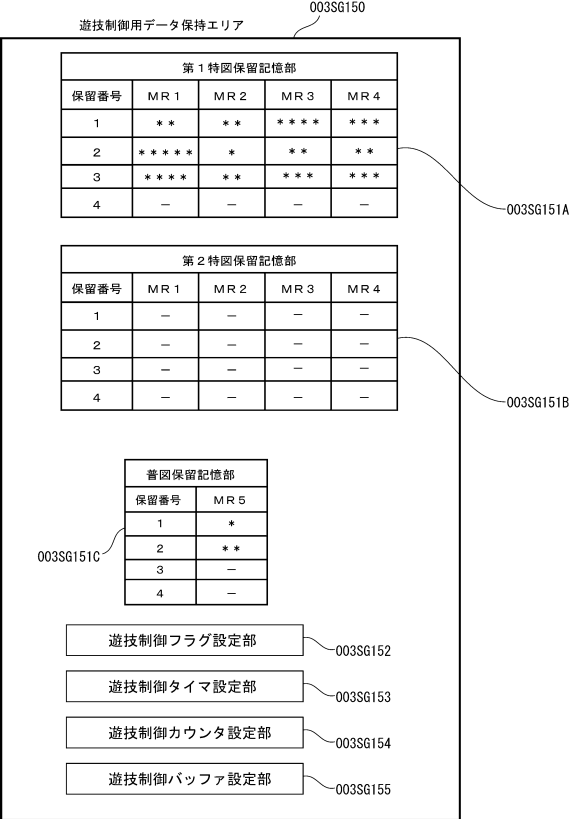 003SG150
遊技制御用データ保持エリア
第1特図保留記憶部
保留番号 MR1 MR2 MR3 MR4
1 ** ** **** ***
2 ***** * ** **
3 **** ** *** ***
4 － － － －
003SG151A
第2特図保留記憶部
保留番号 MR1 MR2 MR3 MR4
1 － － － －
2 － － － －
3 － － － －
4 － － － －
003SG151B
普図保留記憶部
保留番号 MR5
1 *
2 **
3 －
4 －
003SG151C
遊技制御フラグ設定部 003SG152
遊技制御タイマ設定部 003SG153
遊技制御カウンタ設定部 003SG154
遊技制御バッファ設定部 003SG155